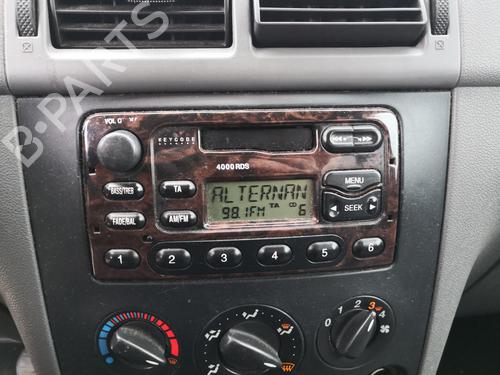 B-PARTS
VOL
KEYCODE
4000 RDS
BASS/TREB
TA
ALTERNAN
MENU
98.1FM TA CD 6
SEEK
FADE/BAL
AM/FM
1 2 3 4 5 6
0 1 2 3 4